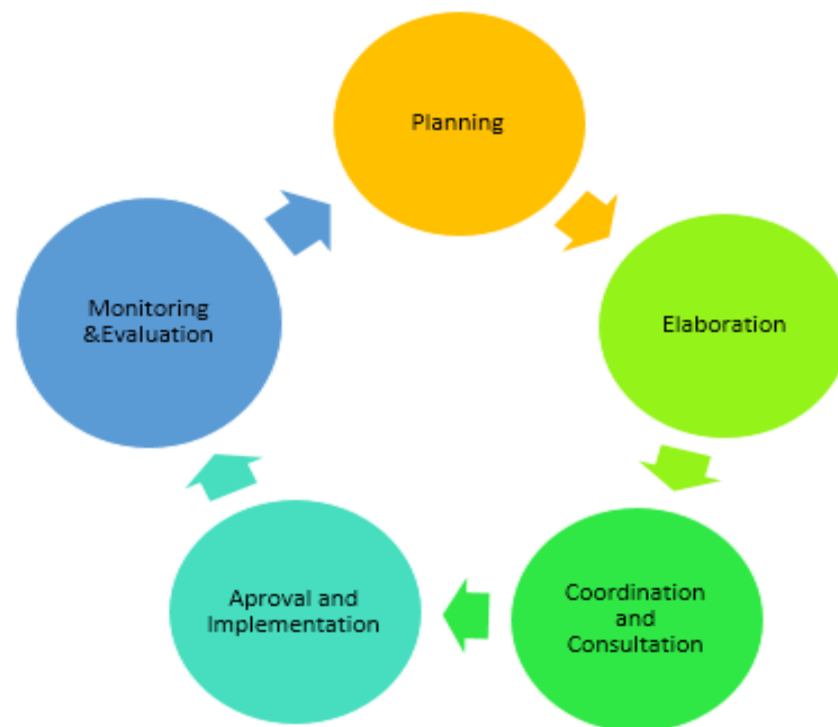 Planning
Elaboration
Coordination
and
Consultation
Aproval and
Implementation
Monitoring
&Evaluation